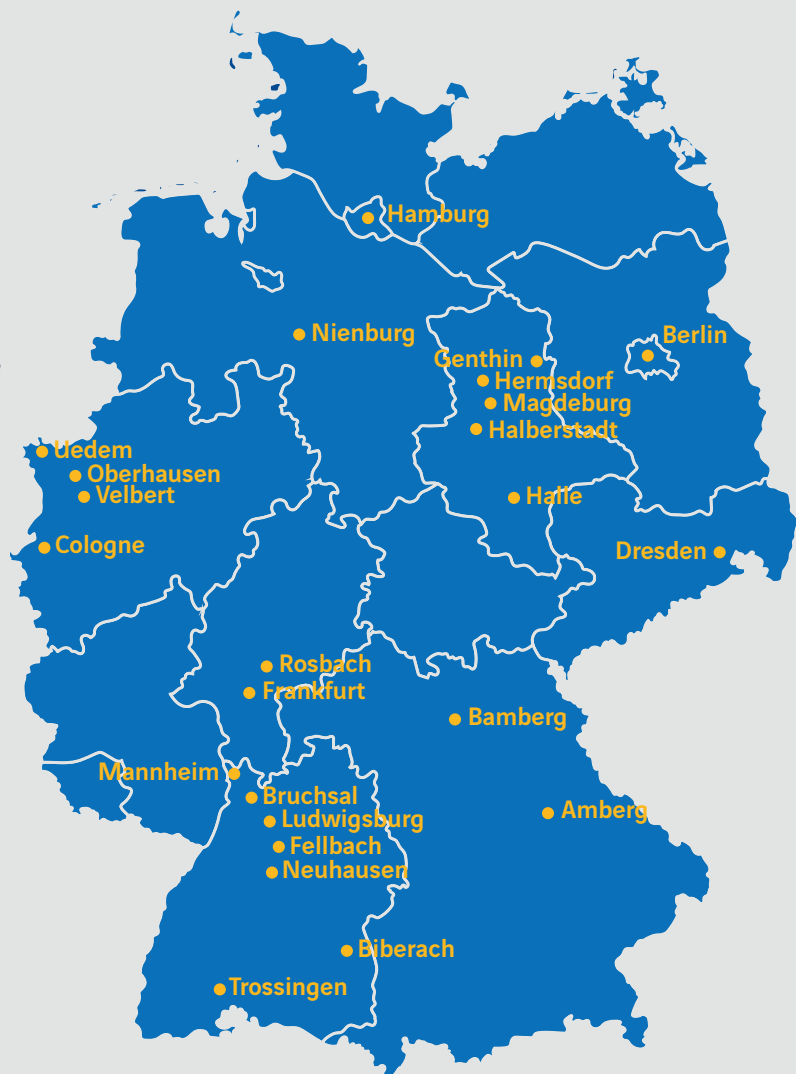 Hamburg
Nienburg
Berlin
Genthin
Hermsdorf
Magdeburg
Halberstadt
Uedem
Oberhausen
Velbert
Halle
Cologne
Dresden
Rosbach
Frankfurt
Bamberg
Mannheim
Bruchsal
Amberg
Ludwigsburg
Fellbach
Neuhausen
Biberach
Trossingen